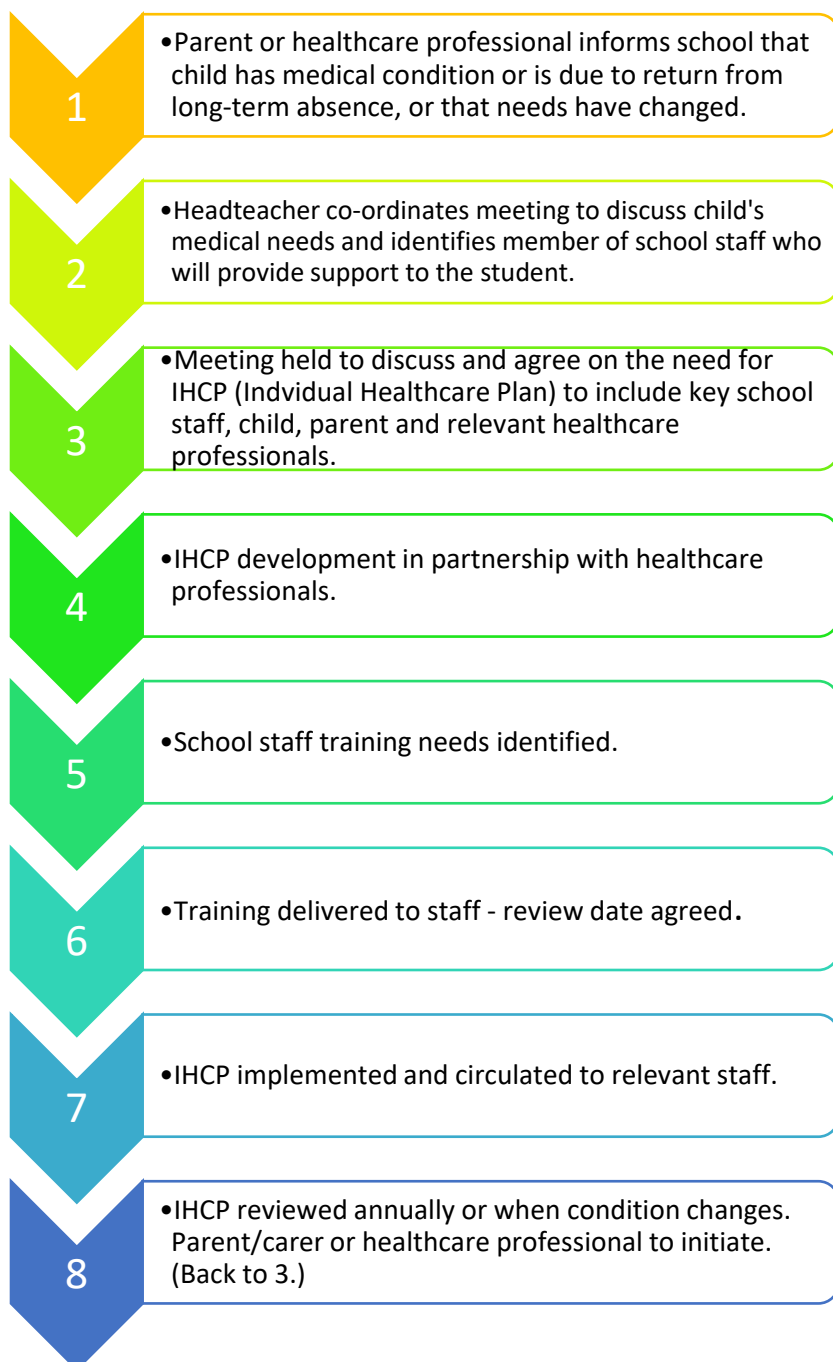 1
•Parent or healthcare professional informs school that
child has medical condition or is due to return from
long-term absence, or that needs have changed.
2
•Headteacher co-ordinates meeting to discuss child's
medical needs and identifies member of school staff who
will provide support to the student.
3
•Meeting held to discuss and agree on the need for
IHCP (Indvidual Healthcare Plan) to include key school
staff, child, parent and relevant healthcare
professionals.
4
•IHCP development in partnership with healthcare
professionals.
5
•School staff training needs identified.
6
•Training delivered to staff - review date agreed.
7
•IHCP implemented and circulated to relevant staff.
8
•IHCP reviewed annually or when condition changes.
Parent/carer or healthcare professional to initiate.
(Back to 3.)